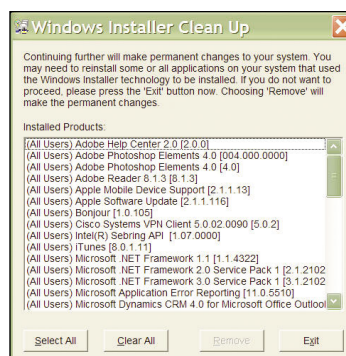 Windows Installer Clean Up
Continuing further will make permanent changes to your system. You
may need to reinstall some or all applications on your system that used
the Windows Installer technology to be installed. If you do not want to
proceed, please press the 'Exit' button now. Choosing 'Remove' will
make the permanent changes.
Installed Products:
(All Users) Adobe Help Center 2.0 [2.0.0]
(All Users) Adobe Photoshop Elements 4.0 [004.000.0000]
(All Users) Adobe Photoshop Elements 4.0 [4.0]
(All Users) Adobe Reader 8.1.3 [8.1.3]
(All Users) Apple Mobile Device Support [2.1.1.13]
(All Users) Apple Software Update [2.1.1.116]
(All Users) Bonjour [1.0.105]
(All Users) Cisco Systems VPN Client 5.0.02.0090 [5.0.2]
(All Users) Intel(R) Sebring API [1.07.0000]
(All Users) iTunes [8.0.1.11]
(All Users) Microsoft .NET Framework 1.1 [1.1.4322]
(All Users) Microsoft .NET Framework 2.0 Service Pack 1 [2.1.2102
(All Users) Microsoft .NET Framework 3.0 Service Pack 1 [3.1.2102
(All Users) Microsoft Application Error Reporting [11.0.5510]
(All Users) Microsoft Dynamics CRM 4.0 for Microsoft Office Outlool
Select All
Clear All
Remove
Exit